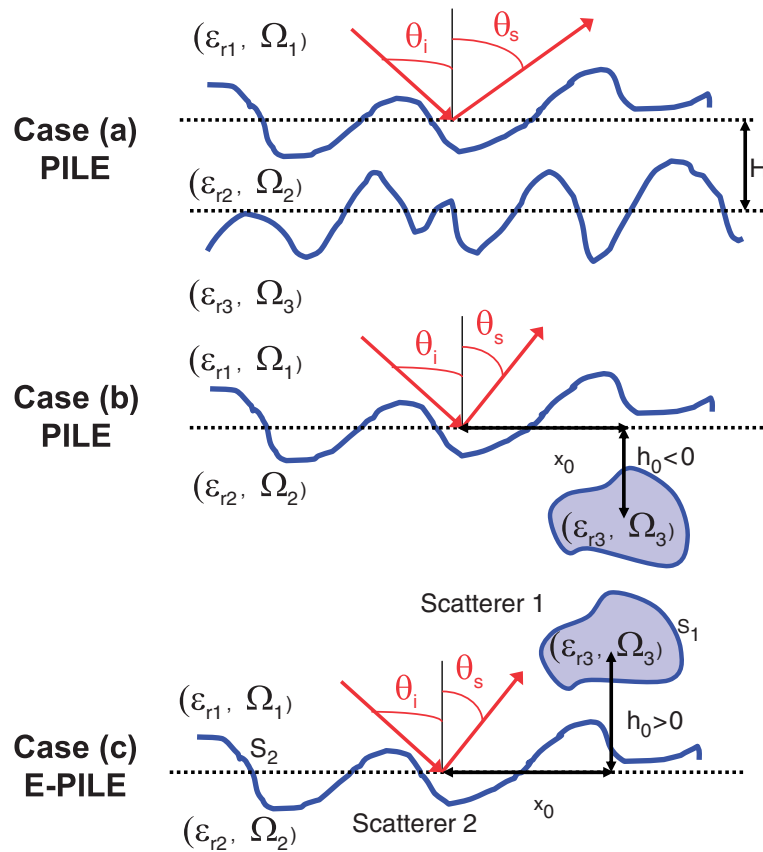 (εr1, Ω1)
θi
θs
Case (a)
PILE
(εr2, Ω2)
(εr3, Ω3)
θi
θs
(εr1, Ω1)
Case (b)
PILE
x0
h0<0
(εr2, Ω2)
(εr3, Ω3)
Scatterer 1
S1
(εr3, Ω3)
θi
θs
(εr1, Ω1)
h0>0
Case (c)
E-PILE
S2
x0
Scatterer 2
(εr2, Ω2)